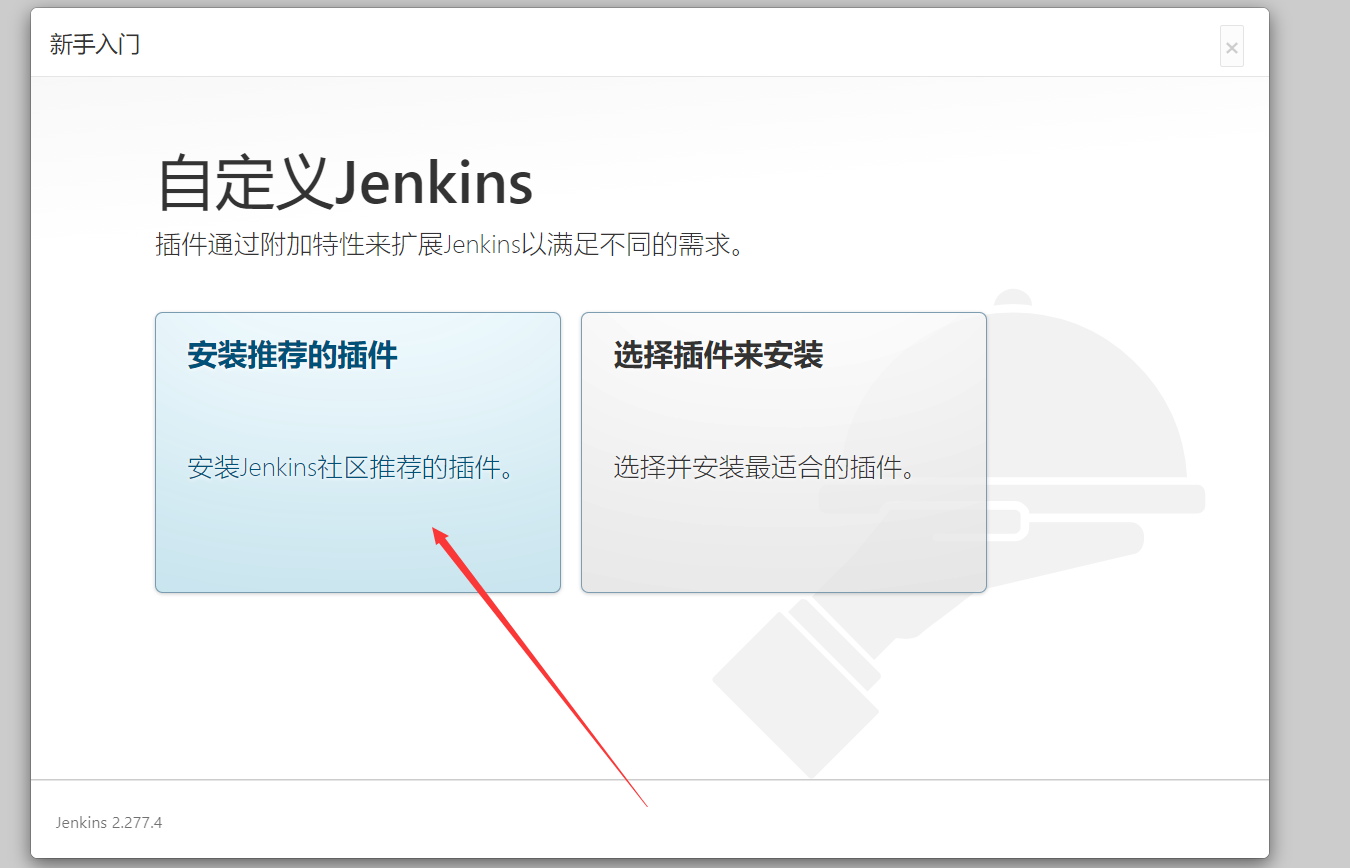 新手入门
×
自定义Jenkins
插件通过附加特性来扩展Jenkins以满足不同的需求。
安装推荐的插件
安装Jenkins社区推荐的插件。
选择插件来安装
选择并安装最适合的插件。
Jenkins 2.277.4